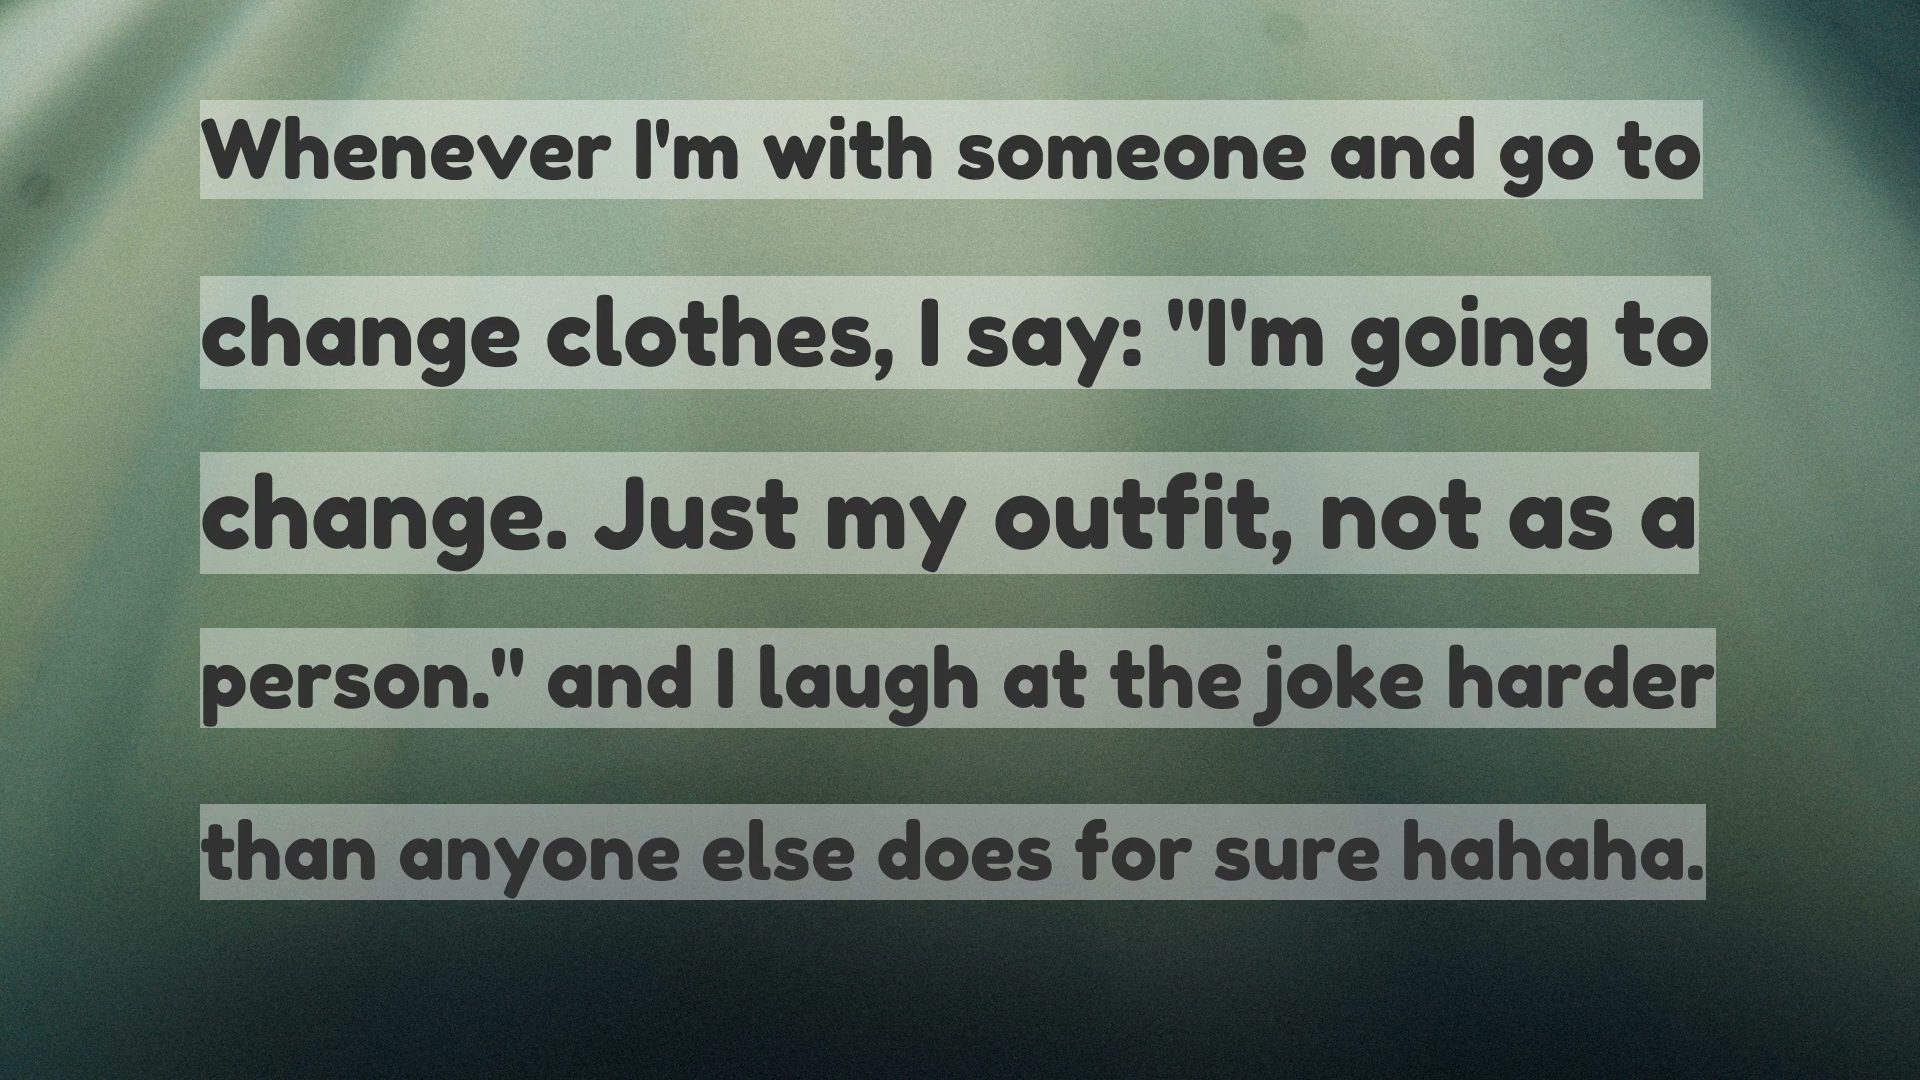 Whenever I'm with someone and go to
change clothes, I say: "I'm going to
change. Just my outfit, not as a
person." and I laugh at the joke harder
than anyone else does for sure hahaha.